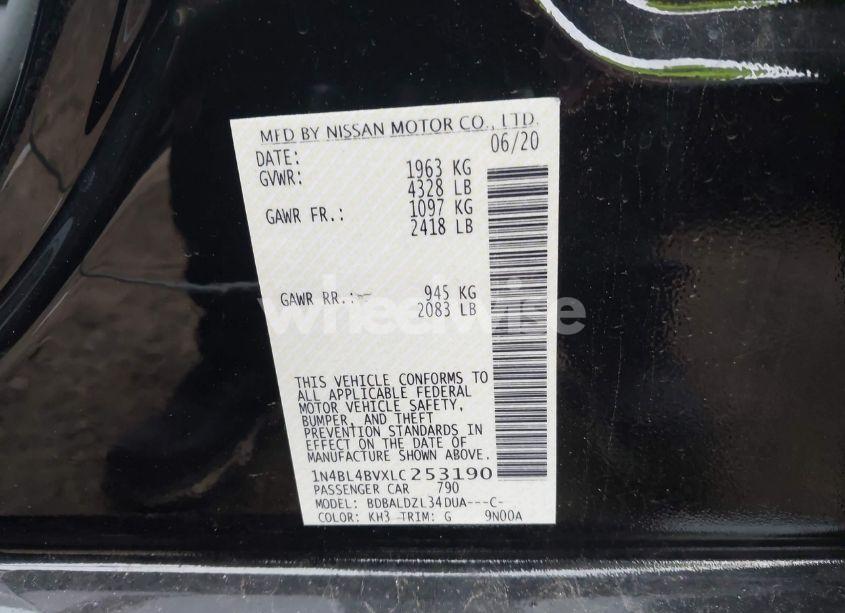 MFD BY NISSAN MOTOR CO., LTD.
DATE: 06/20
GVWR: 1963 KG
4328 LB
GAWR FR.: 1097 KG
2418 LB
GAWR RR.: 945 KG
2083 LB
wheelwise
THIS VEHICLE CONFORMS TO
ALL APPLICABLE FEDERAL
MOTOR VEHICLE SAFETY,
BUMPER, AND THEFT
PREVENTION STANDARDS IN
EFFECT ON THE DATE OF
MANUFACTURE SHOWN ABOVE.
1N4BL4BVXLC253190
PASSENGER CAR 790
MODEL: BDBALDZL34DUA---C-
COLOR: KH3 TRIM: G 9N00A